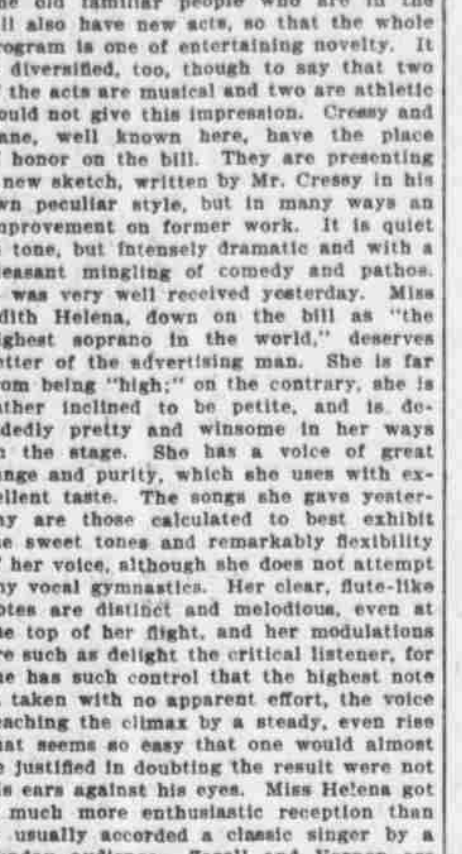 old familiar people who are in the
ll also have new acts, so that the whole
rogram is one of entertaining novelty. It
diversified, too, though to say that two
the acts are musical and two are athletic
ould not give this impression. Cressy and
ane, well known here, have the place
honor on the bill. They are presenting
new sketch, written by Mr. Cressy in his
wn peculiar style, but in many ways an
mprovement on former work. It is quiet
tone, but intensely dramatic and with a
leasant mingling of comedy and pathos.
was very well received yesterday. Miss
dith Helena, down on the bill as "the
ighest soprano in the world," deserves
etter of the advertising man. She is far
rom being "high;" on the contrary, she is
ather inclined to be petite, and is de-
dedly pretty and winsome in her ways
n the stage. She has a voice of great
ange and purity, which she uses with ex-
ellent taste. The songs she gave yester-
ay are those calculated to best exhibit
e sweet tones and remarkably flexibility
her voice, although she does not attempt
ny vocal gymnastics. Her clear, flute-like
otes are distinct and melodious, even at
e top of her flight, and her modulations
re such as delight the critical listener, for
he has such control that the highest note
taken with no apparent effort, the voice
eaching the climax by a steady, even rise
hat seems so easy that one would almost
e justified in doubting the result were not
is ears against his eyes. Miss Helena got
much more enthusiastic reception than
usually accorded a classic singer by a